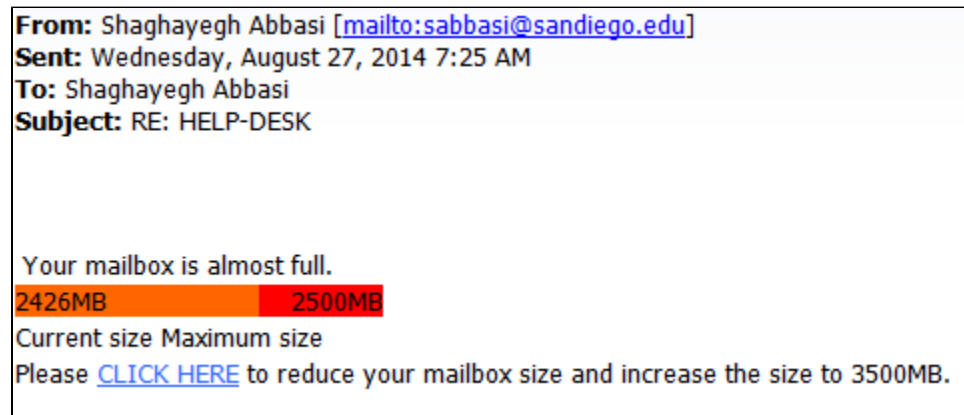 From: Shaghayegh Abbasi [mailto:sabbasi@sandiego.edu]
Sent: Wednesday, August 27, 2014 7:25 AM
To: Shaghayegh Abbasi
Subject: RE: HELP-DESK
Your mailbox is almost full.
2426MB 2500MB
Current size Maximum size
Please CLICK HERE to reduce your mailbox size and increase the size to 3500MB.